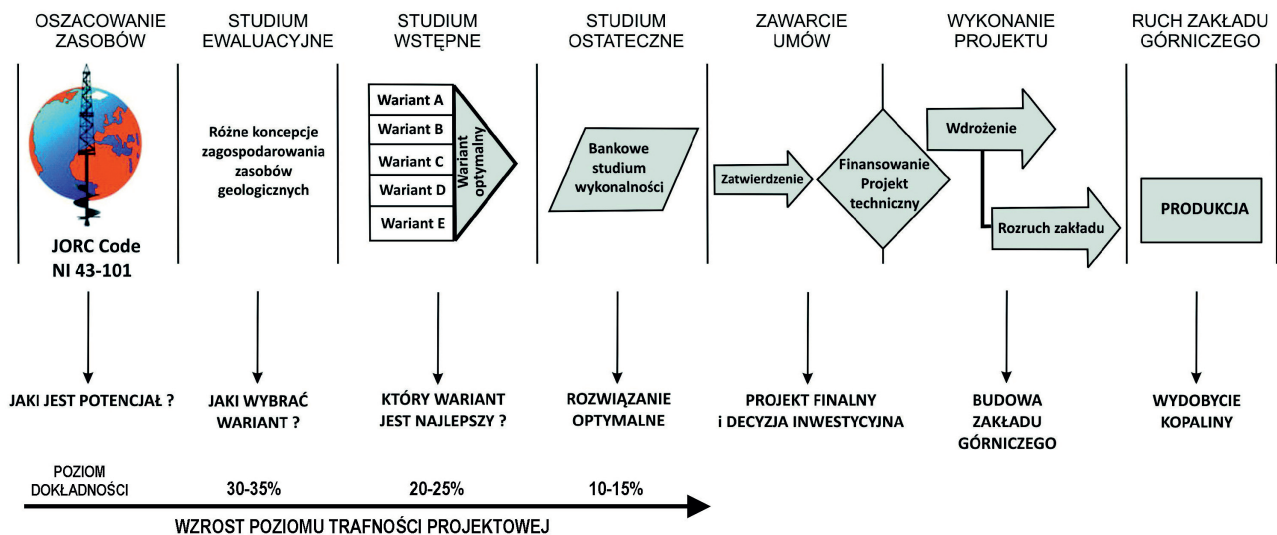 OSZACOWANIE
ZASOBÓW
STUDIUM
EWALUACYJNE
STUDIUM
WSTĘPNE
STUDIUM
OSTATECZNE
ZAWARCIE
UMÓW
WYKONANIE
PROJEKTU
RUCH ZAKŁADU
GÓRNICZEGO
JORC Code
NI 43-101
Różne koncepcje
zagospodarowania
zasobów
geologicznych
Wariant A
Wariant B
Wariant C
Wariant D
Wariant E
Wariant
optymalny
Bankowe
studium
wykonalności
Zatwierdzenie
Finansowanie
Projekt
techniczny
Wdrożenie
Rozruch zakładu
PRODUKCJA
JAKI JEST POTENCJAŁ ?
JAKI WYBRAĆ
WARIANT ?
KTÓRY WARIANT
JEST NAJLEPSZY ?
ROZWIĄZANIE
OPTYMALNE
PROJEKT FINALNY
i DECYZJA INWESTYCYJNA
BUDOWA
ZAKŁADU
GÓRNICZEGO
WYDOBYCIE
KOPALINY
POZIOM
DOKŁADNOŚCI
30-35%
20-25%
10-15%
WZROST POZIOMU TRAFNOŚCI PROJEKTOWEJ